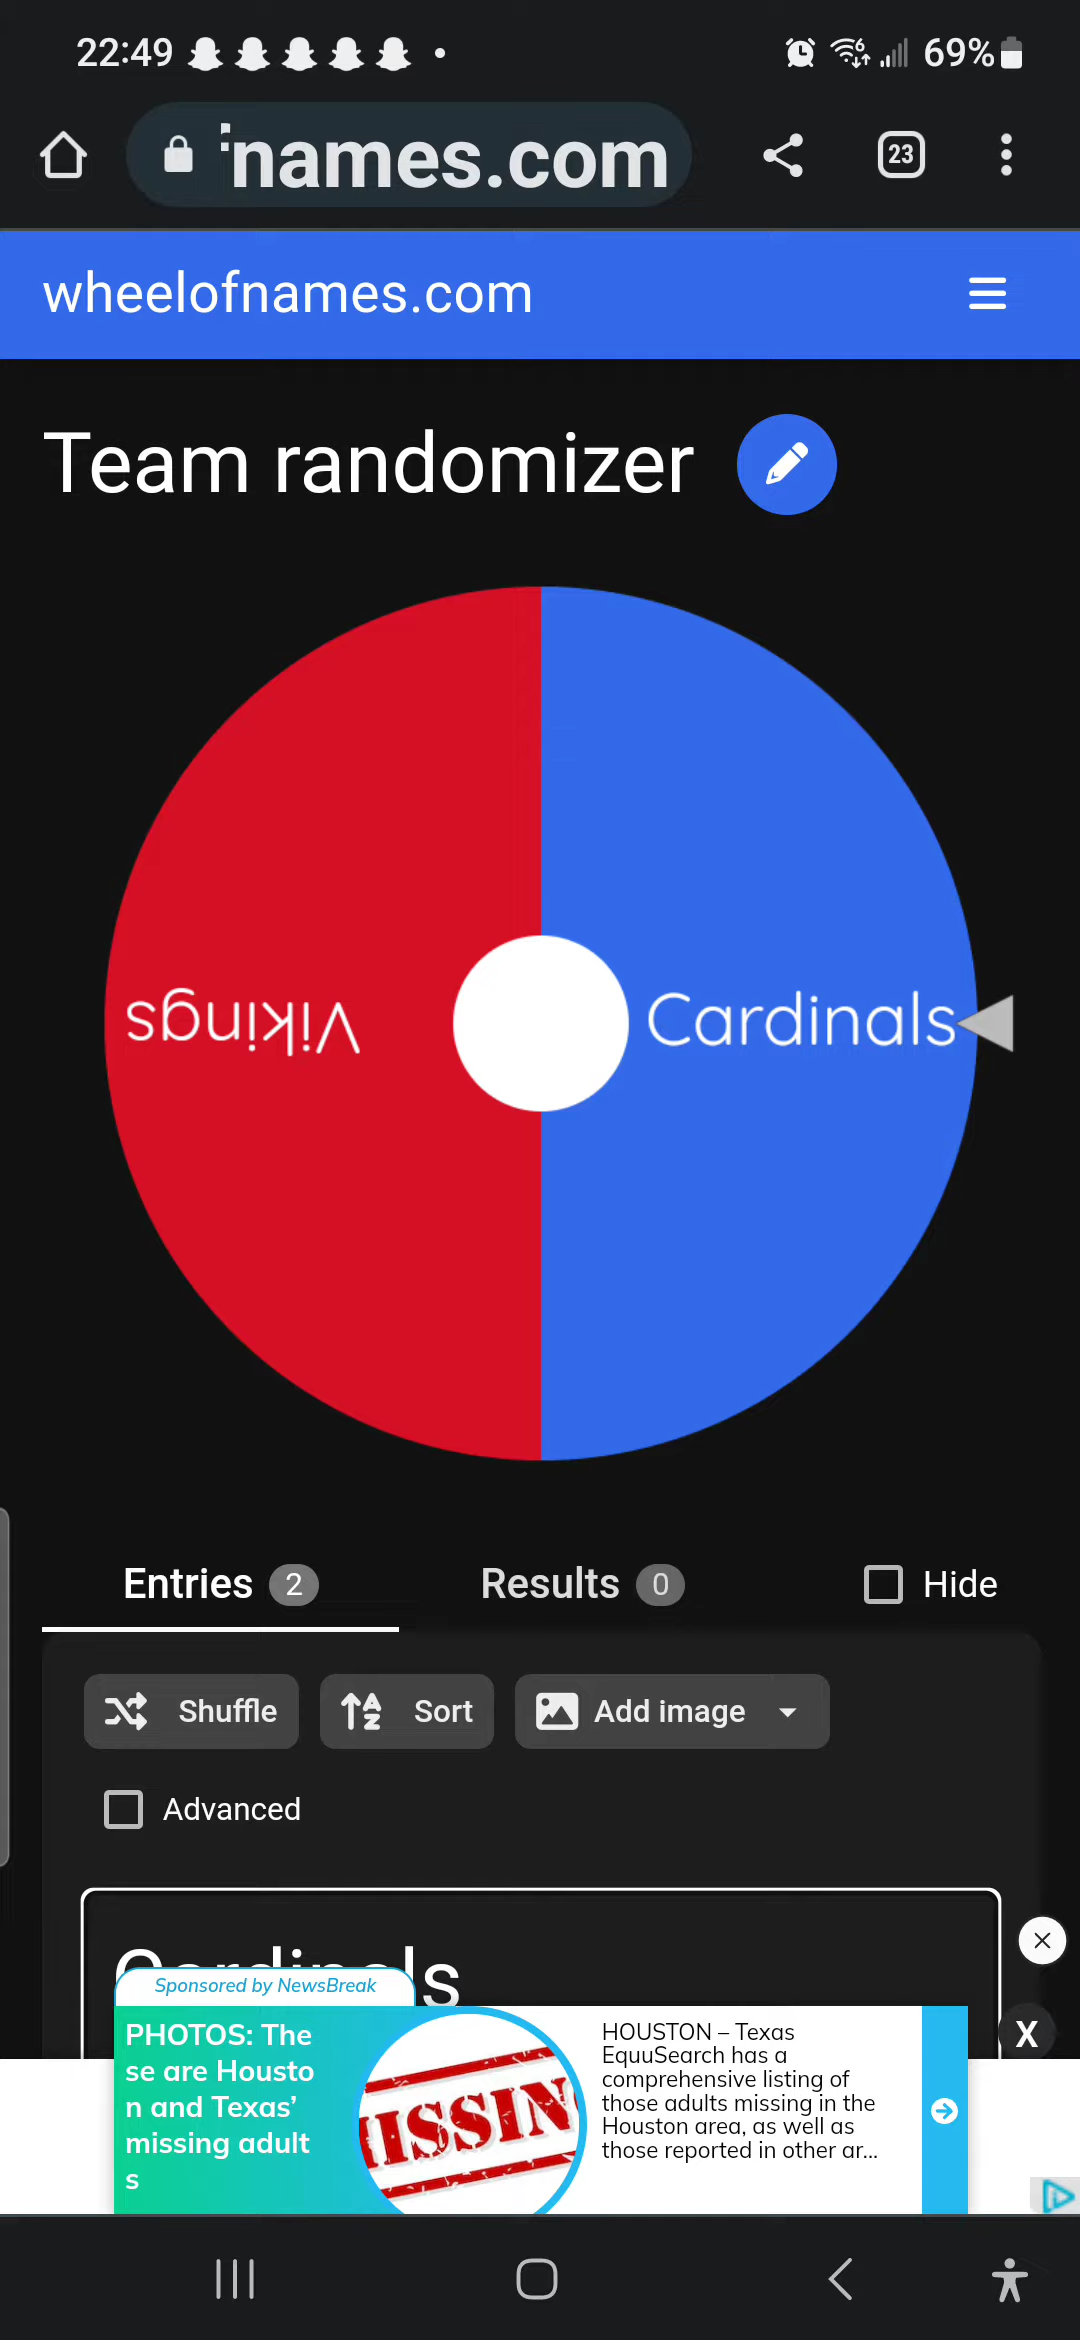 22:49
69%
names.com
23
wheelofnames.com
Team randomizer
Vikings
Cardinals
Entries 2
Results 0
Hide
Shuffle
Sort
Add image
Advanced
Cardinals
Sponsored by NewsBreak
PHOTOS: The
se are Housto
n and Texas’
missing adult
s
HOUSTON – Texas
EquuSearch has a
comprehensive listing of
those adults missing in the
Houston area, as well as
those reported in other ar...
X